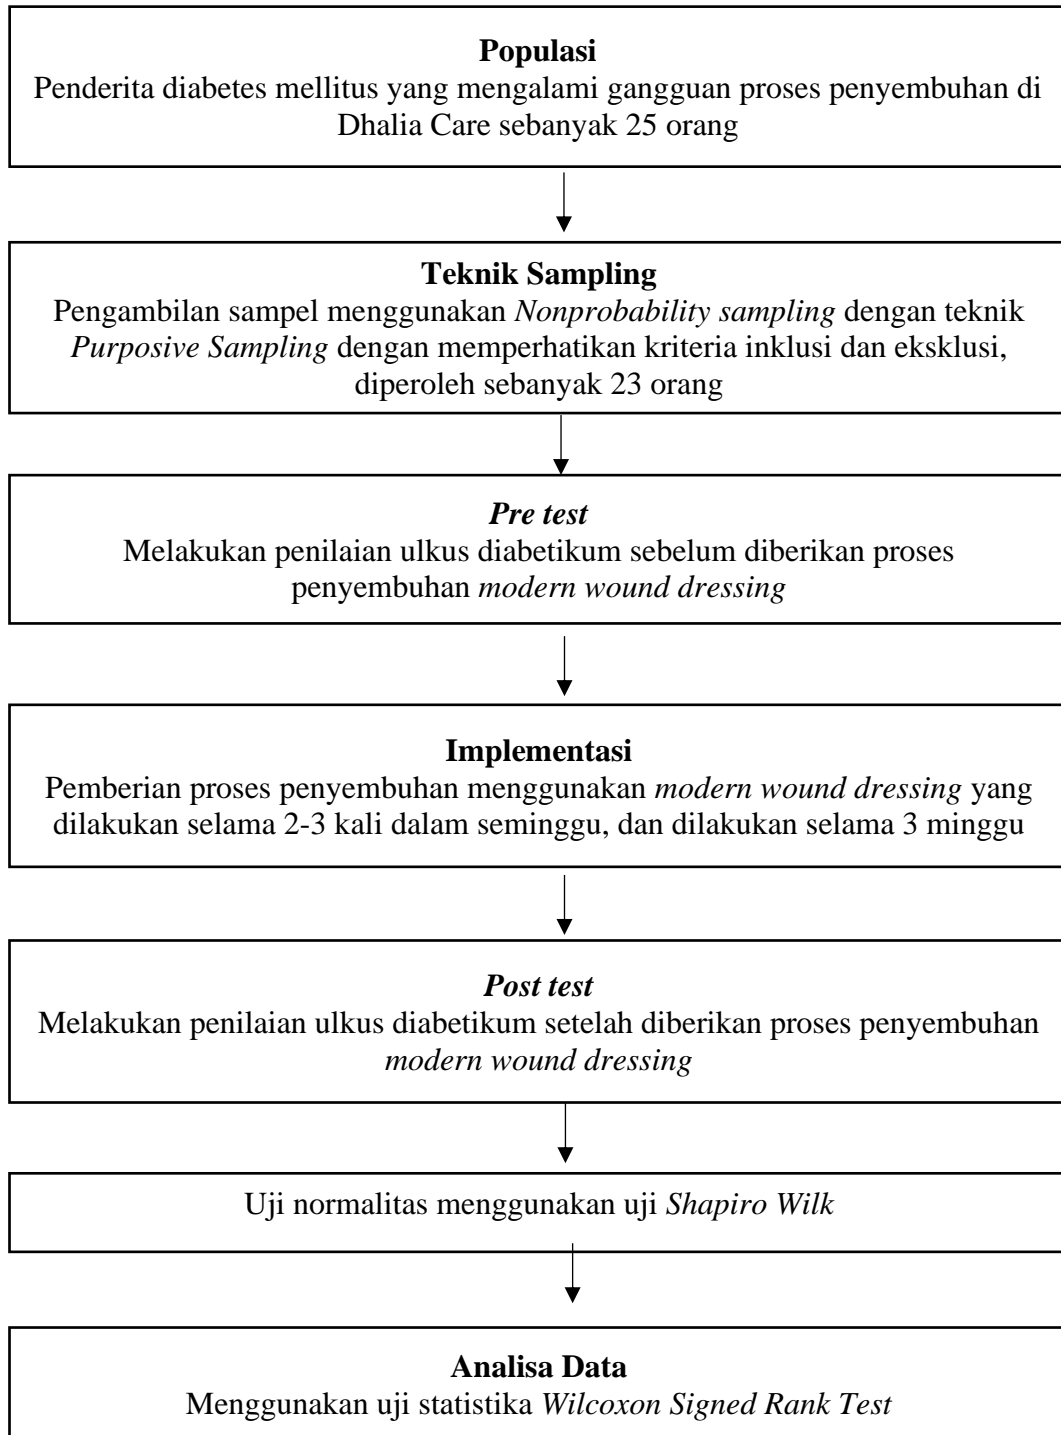 Populasi
Penderita diabetes mellitus yang mengalami gangguan proses penyembuhan di
Dhalia Care sebanyak 25 orang
Teknik Sampling
Pengambilan sampel menggunakan Nonprobability sampling dengan teknik
Purposive Sampling dengan memperhatikan kriteria inklusi dan eksklusi,
diperoleh sebanyak 23 orang
Pre test
Melakukan penilaian ulkus diabetikum sebelum diberikan proses
penyembuhan modern wound dressing
Implementasi
Pemberian proses penyembuhan menggunakan modern wound dressing yang
dilakukan selama 2-3 kali dalam seminggu, dan dilakukan selama 3 minggu
Post test
Melakukan penilaian ulkus diabetikum setelah diberikan proses penyembuhan
modern wound dressing
Uji normalitas menggunakan uji Shapiro Wilk
Analisa Data
Menggunakan uji statistika Wilcoxon Signed Rank Test